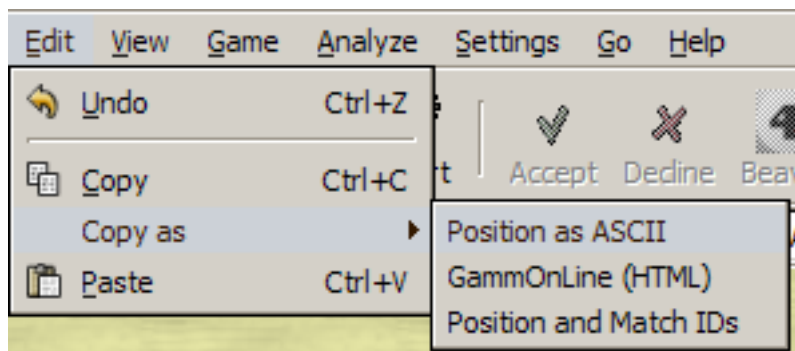 Edit View Game Analyze Settings Go Help
Undo Ctrl+Z
Accept Decline
Copy Ctrl+C
Copy as Position as ASCII
GammOnLine (HTML)
Paste Ctrl+V
Position and Match IDs